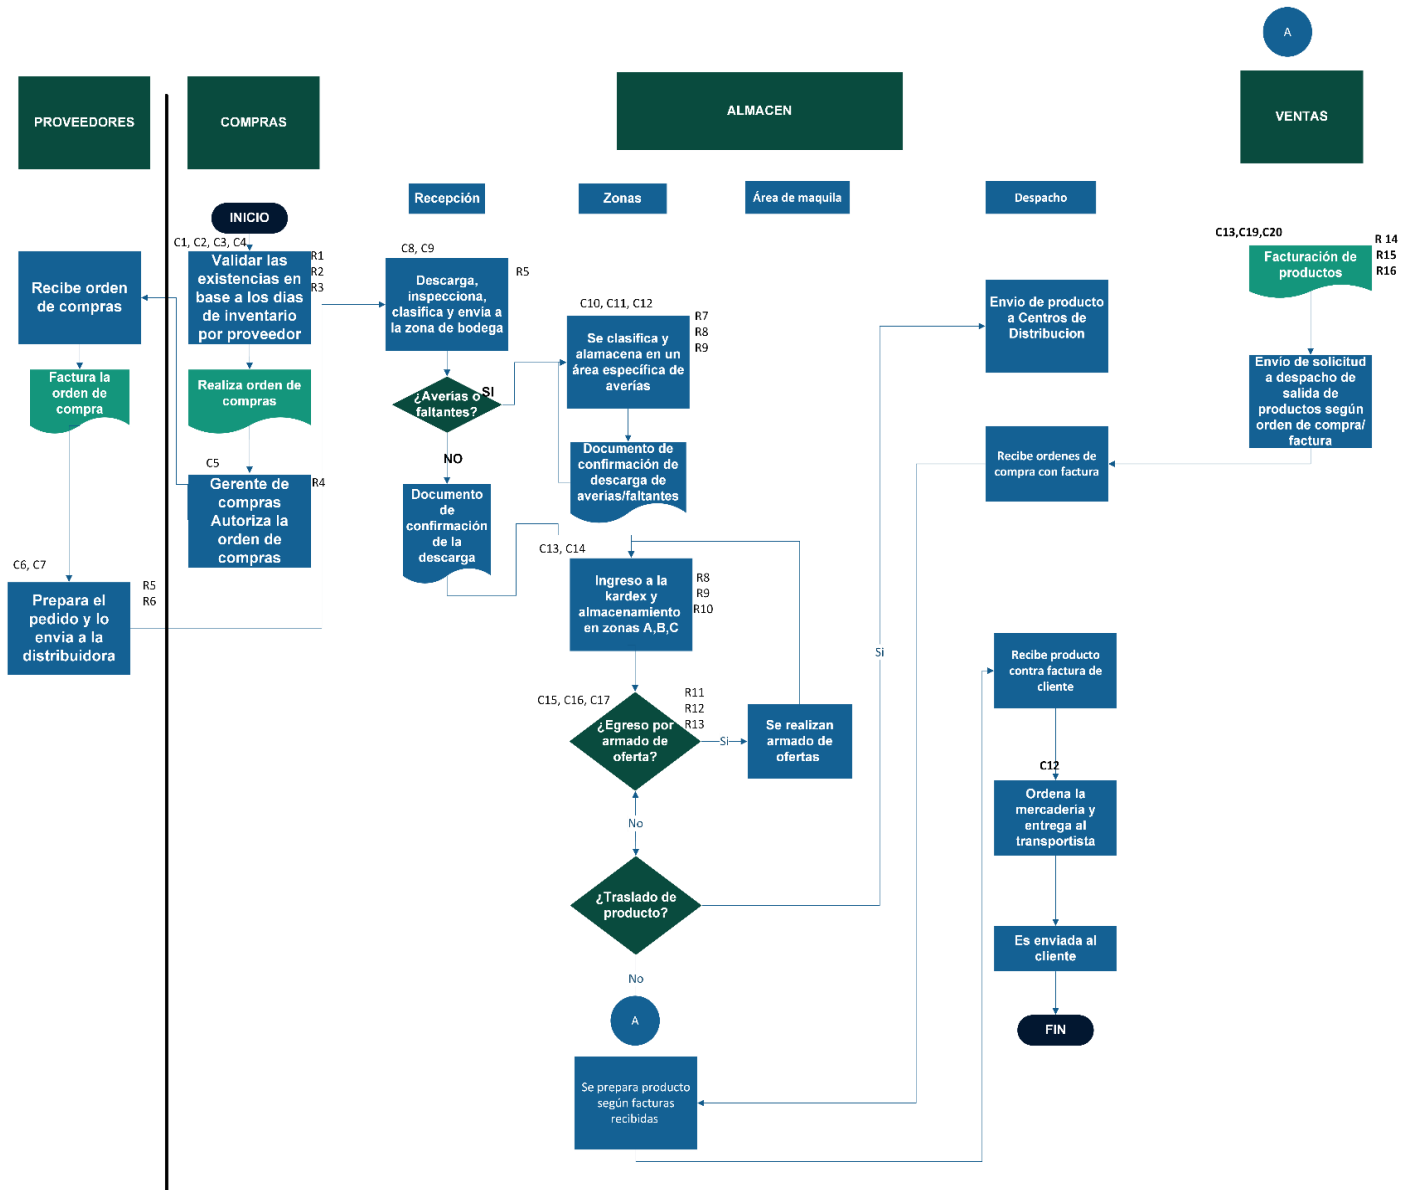 A
PROVEEDORES
COMPRAS
ALMACEN
VENTAS
Recepción
Zonas
Área de maquila
Despacho
INICIO
C1, C2, C3, C4
Validar las
existencias en
base a los dias
de inventario
por proveedor
R1
R2
R3
Recibe orden
de compras
Factura la
orden de
compra
Realiza orden de
compras
C5
Gerente de
compras
Autoriza la
orden de
compras
R4
C6, C7
Prepara el
pedido y lo
envia a la
distribuidora
R5
R6
C8, C9
Descarga,
inspecciona,
clasifica y envía a
la zona de bodega
R5
¿Averías o
faltantes?
SI
NO
Documento
de
confirmación
de la
descarga
C10, C11, C12
Se clasifica y
alamacena en un
área específica de
averías
R7
R8
R9
Documento de
confirmación de
descarga de
averias/faltantes
C13, C14
Ingreso a la
kardex y
almacenamiento
en zonas A,B,C
R8
R9
R10
C15, C16, C17
¿Egreso por
armado de
oferta?
R11
R12
R13
Si
Se realizan
armado de
ofertas
No
¿Traslado de
producto?
Si
No
A
Se prepara producto
según facturas
recibidas
Envio de producto
a Centros de
Distribucion
Recibe ordenes de
compra con factura
Recibe producto
contra factura de
cliente
C12
Ordena la
mercaderia y
entrega al
transportista
Es enviada al
cliente
FIN
C13,C19,C20
Facturación de
productos
R 14
R15
R16
Envío de solicitud
a despacho de
salida de
productos según
orden de compra/
factura